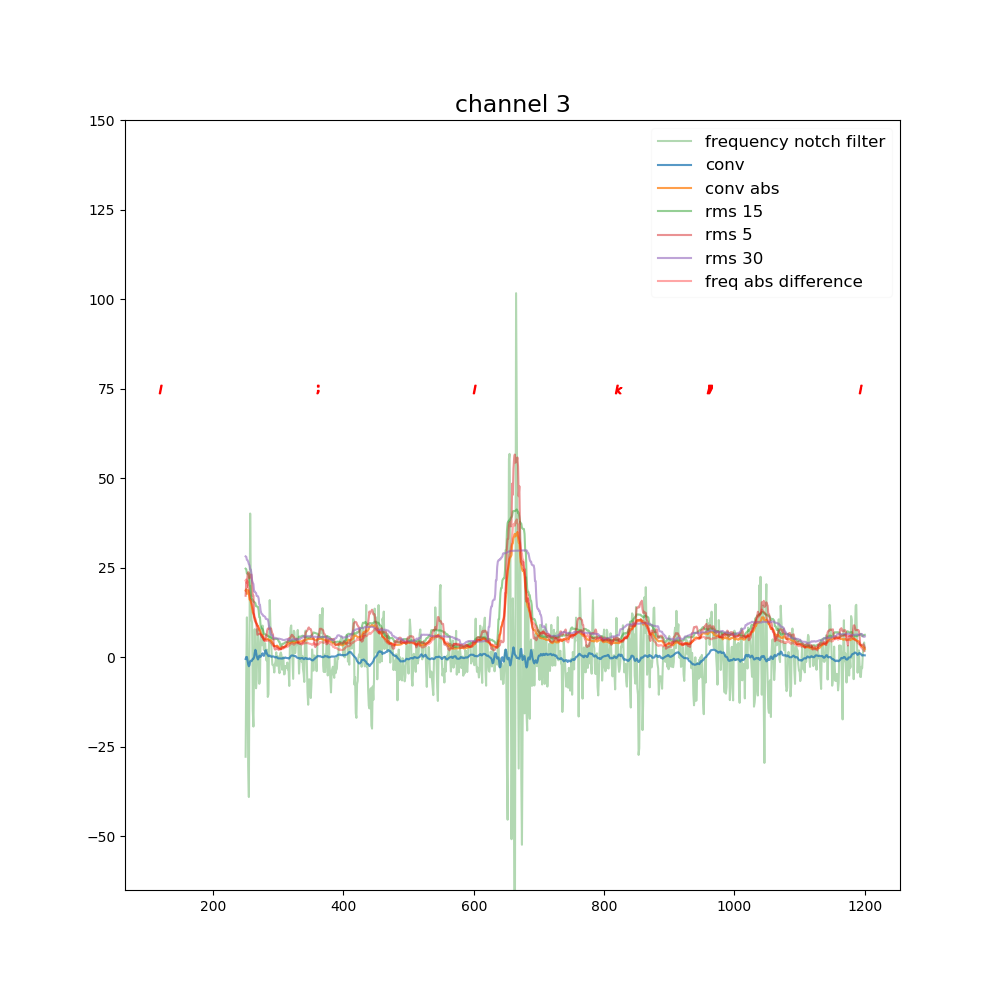 channel 3
150
frequency notch filter
conv
125
conv abs
rms 15
rms 5
rms 30
freq abs difference
100
75
l ; l k l
50
25
0
−25
−50
200 400 600 800 1000 1200